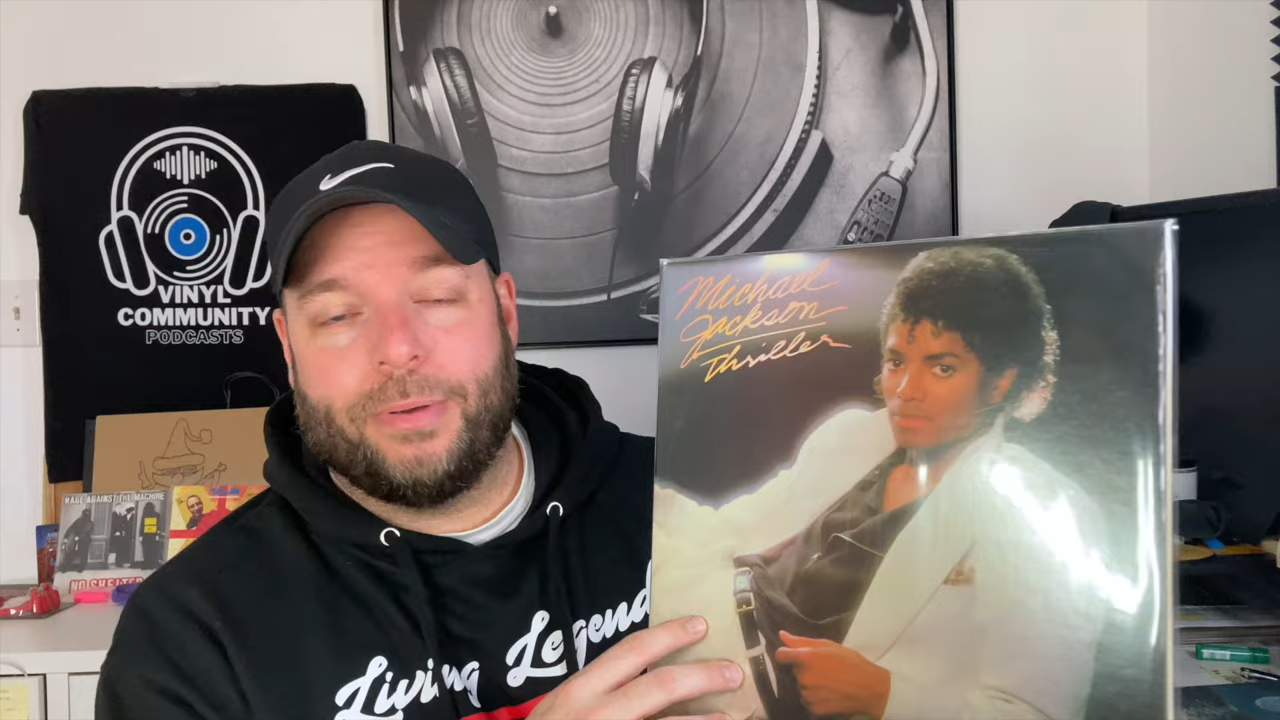 VINYL
COMMUNITY
PODCASTS
Michael
Jackson
Thriller
RAGE AGAINST THE MACHINE
NO SHELTER
Living Legend